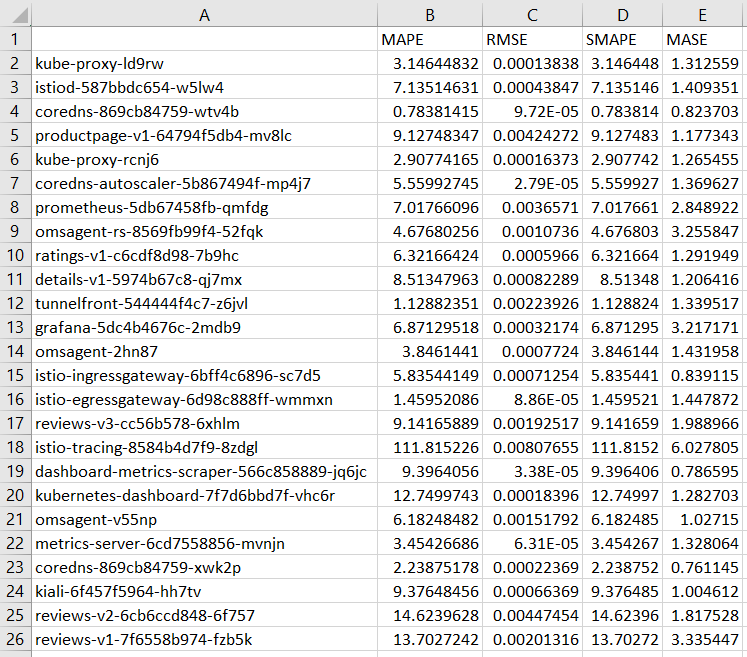 A B C D E
1 MAPE RMSE SMAPE MASE
2 kube-proxy-ld9rw 3.14644832 0.00013838 3.146448 1.312559
3 istiod-587bbdc654-w5lw4 7.13514631 0.00043847 7.135146 1.409351
4 coredns-869cb84759-wtv4b 0.78381415 9.72E-05 0.783814 0.823703
5 productpage-v1-64794f5db4-mv8lc 9.12748347 0.00424272 9.127483 1.177343
6 kube-proxy-rcnj6 2.90774165 0.00016373 2.907742 1.265455
7 coredns-autoscaler-5b867494f-mp4j7 5.55992745 2.79E-05 5.559927 1.369627
8 prometheus-5db67458fb-qmfdg 7.01766096 0.0036571 7.017661 2.848922
9 omsagent-rs-8569fb99f4-52fqk 4.67680256 0.0010736 4.676803 3.255847
10 ratings-v1-c6cdf8d98-7b9hc 6.32166424 0.0005966 6.321664 1.291949
11 details-v1-5974b67c8-qj7mx 8.51347963 0.00082289 8.51348 1.206416
12 tunnelfront-544444f4c7-z6jvl 1.12882351 0.00223926 1.128824 1.339517
13 grafana-5dc4b4676c-2mdb9 6.87129518 0.00032174 6.871295 3.217171
14 omsagent-2hn87 3.8461441 0.0007724 3.846144 1.431958
15 istio-ingressgateway-6bff4c6896-sc7d5 5.83544149 0.00071254 5.835441 0.839115
16 istio-egressgateway-6d98c888ff-wmmxn 1.45952086 8.86E-05 1.459521 1.447872
17 reviews-v3-cc56b578-6xhlm 9.14165889 0.00192517 9.141659 1.988966
18 istio-tracing-8584b4d7f9-8zdgl 111.815226 0.00807655 111.8152 6.027805
19 dashboard-metrics-scraper-566c858889-jq6jc 9.3964056 3.38E-05 9.396406 0.786595
20 kubernetes-dashboard-7f7d6bbd7f-vhc6r 12.7499743 0.00018396 12.74997 1.282703
21 omsagent-v55np 6.18248482 0.00151792 6.182485 1.02715
22 metrics-server-6cd7558856-mvnjn 3.45426686 6.31E-05 3.454267 1.328064
23 coredns-869cb84759-xwk2p 2.23875178 0.00022369 2.238752 0.761145
24 kiali-6f457f5964-hh7tv 9.37648456 0.00066369 9.376485 1.004612
25 reviews-v2-6cb6ccd848-6f757 14.6239628 0.00447454 14.62396 1.817528
26 reviews-v1-7f6558b974-fzb5k 13.7027242 0.00201316 13.70272 3.335447